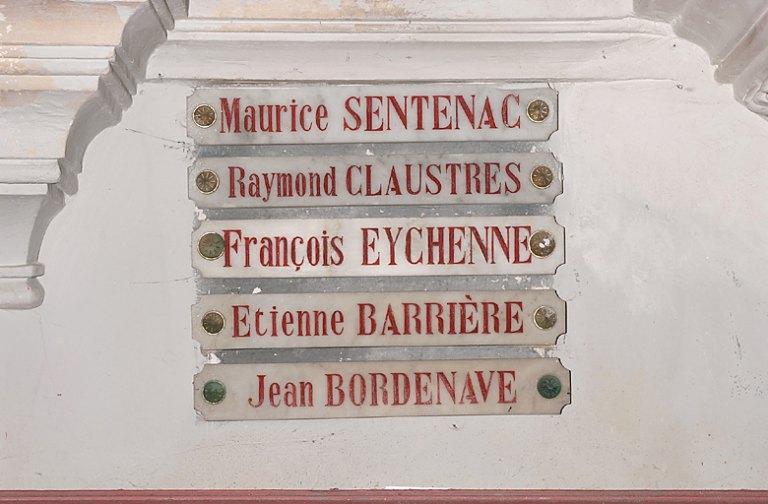 Maurice SENTENAC
Raymond CLAUSTRES
François EYCHENNE
Etienne BARRIÈRE
Jean BORDENAVE